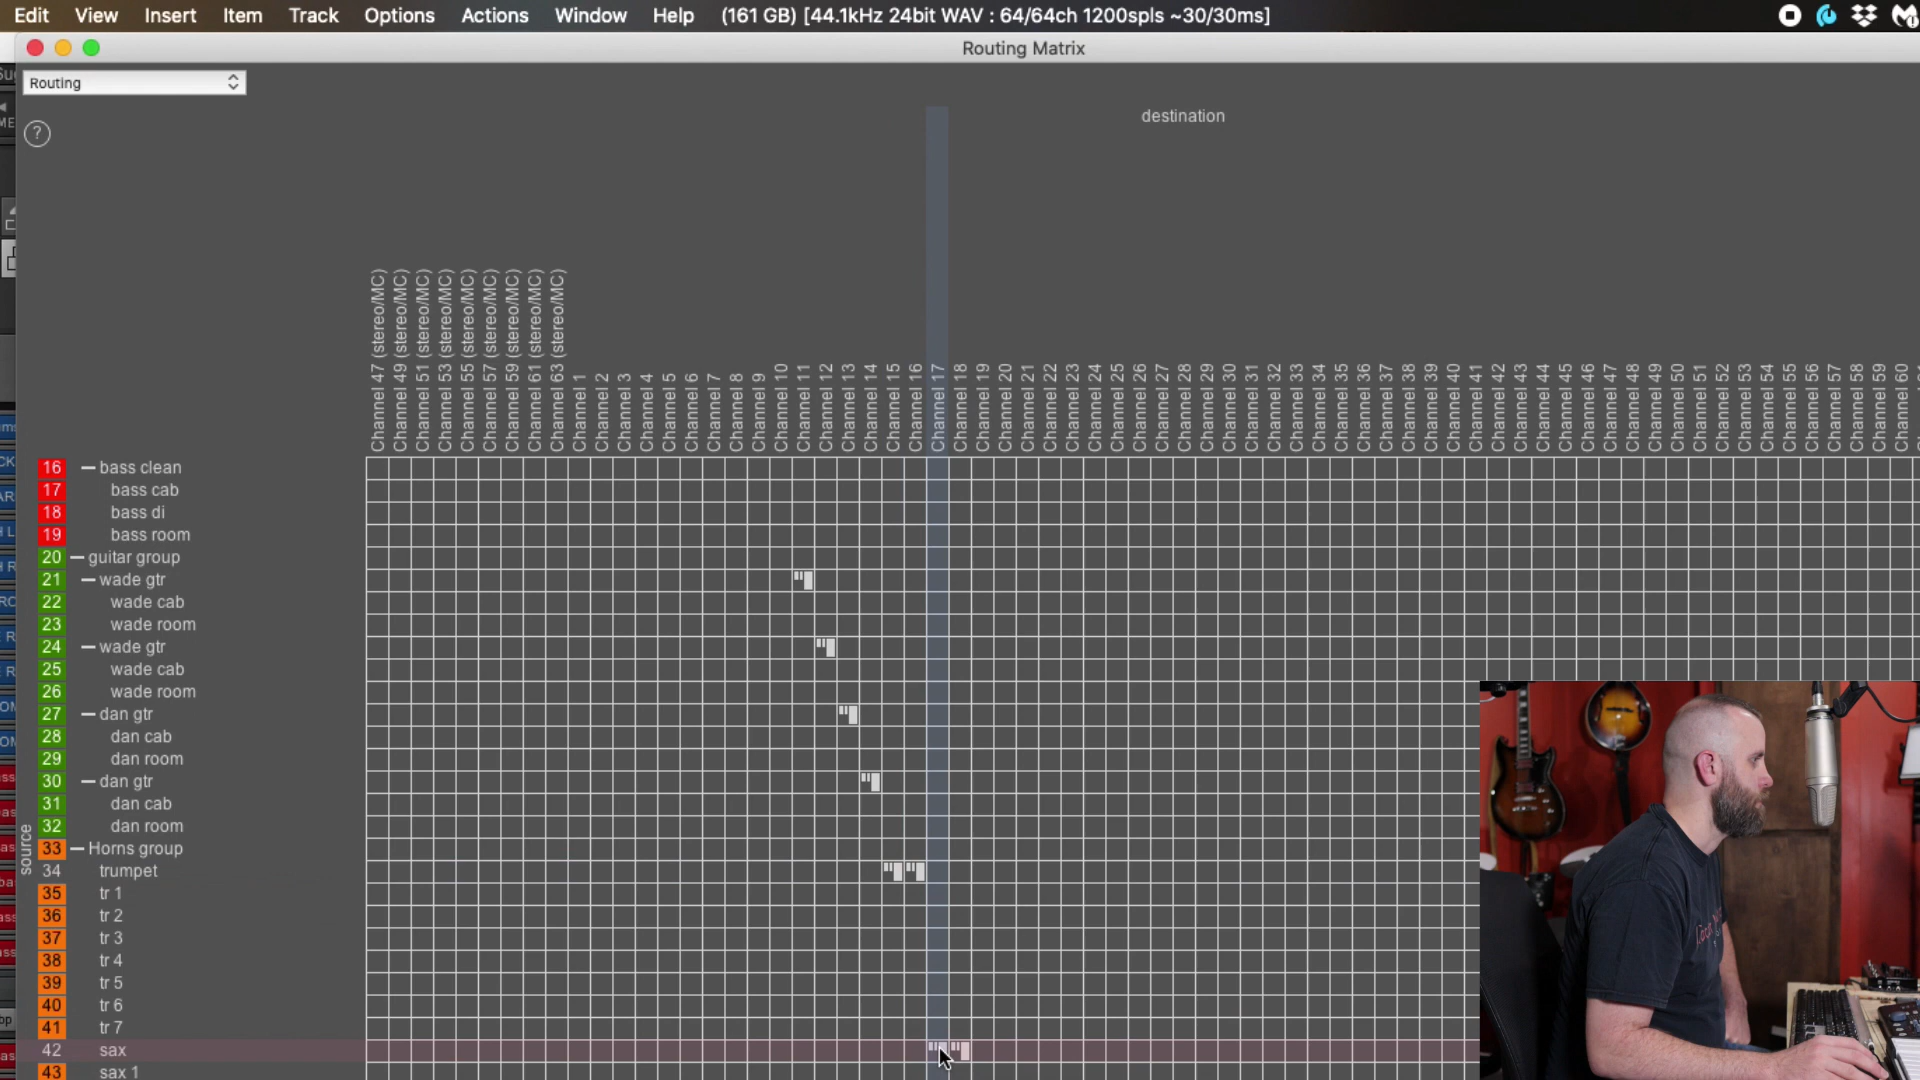 Edit View Insert Item Track Options Actions Window Help (161 GB) [44.1kHz 24bit WAV : 64/64ch 1200spls ~30/30ms]
Routing Matrix
Routing
?
destination
Channel 47 (stereo/MC)
Channel 49 (stereo/MC)
Channel 51 (stereo/MC)
Channel 53 (stereo/MC)
Channel 55 (stereo/MC)
Channel 57 (stereo/MC)
Channel 59 (stereo/MC)
Channel 61 (stereo/MC)
Channel 63 (stereo/MC)
Channel 1
Channel 2
Channel 3
Channel 4
Channel 5
Channel 6
Channel 7
Channel 8
Channel 9
Channel 10
Channel 11
Channel 12
Channel 13
Channel 14
Channel 15
Channel 16
Channel 17
Channel 18
Channel 19
Channel 20
Channel 21
Channel 22
Channel 23
Channel 24
Channel 25
Channel 26
Channel 27
Channel 28
Channel 29
Channel 30
Channel 31
Channel 32
Channel 33
Channel 34
Channel 35
Channel 36
Channel 37
Channel 38
Channel 39
Channel 40
Channel 41
Channel 42
Channel 43
Channel 44
Channel 45
Channel 46
Channel 47
Channel 48
Channel 49
Channel 50
Channel 51
Channel 52
Channel 53
Channel 54
Channel 55
Channel 56
Channel 57
Channel 58
Channel 59
Channel 60
source
16 bass clean
17 bass cab
18 bass di
19 bass room
20 guitar group
21 wade gtr
22 wade cab
23 wade room
24 wade gtr
25 wade cab
26 wade room
27 dan gtr
28 dan cab
29 dan room
30 dan gtr
31 dan cab
32 dan room
33 Horns group
34 trumpet
35 tr 1
36 tr 2
37 tr 3
38 tr 4
39 tr 5
40 tr 6
41 tr 7
42 sax
43 sax 1